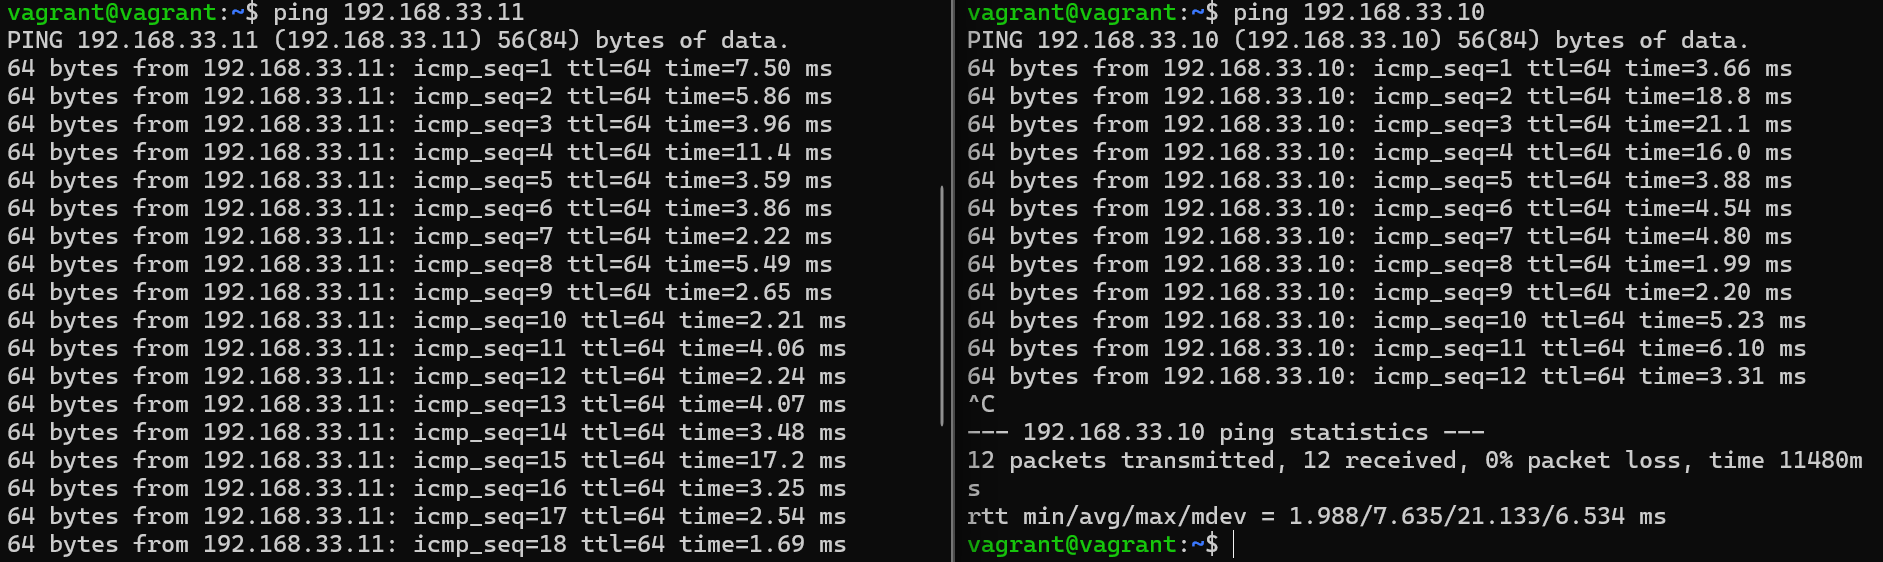 vagrant@vagrant:~$ ping 192.168.33.11
PING 192.168.33.11 (192.168.33.11) 56(84) bytes of data.
64 bytes from 192.168.33.11: icmp_seq=1 ttl=64 time=7.50 ms
64 bytes from 192.168.33.11: icmp_seq=2 ttl=64 time=5.86 ms
64 bytes from 192.168.33.11: icmp_seq=3 ttl=64 time=3.96 ms
64 bytes from 192.168.33.11: icmp_seq=4 ttl=64 time=11.4 ms
64 bytes from 192.168.33.11: icmp_seq=5 ttl=64 time=3.59 ms
64 bytes from 192.168.33.11: icmp_seq=6 ttl=64 time=3.86 ms
64 bytes from 192.168.33.11: icmp_seq=7 ttl=64 time=2.22 ms
64 bytes from 192.168.33.11: icmp_seq=8 ttl=64 time=5.49 ms
64 bytes from 192.168.33.11: icmp_seq=9 ttl=64 time=2.65 ms
64 bytes from 192.168.33.11: icmp_seq=10 ttl=64 time=2.21 ms
64 bytes from 192.168.33.11: icmp_seq=11 ttl=64 time=4.06 ms
64 bytes from 192.168.33.11: icmp_seq=12 ttl=64 time=2.24 ms
64 bytes from 192.168.33.11: icmp_seq=13 ttl=64 time=4.07 ms
64 bytes from 192.168.33.11: icmp_seq=14 ttl=64 time=3.48 ms
64 bytes from 192.168.33.11: icmp_seq=15 ttl=64 time=17.2 ms
64 bytes from 192.168.33.11: icmp_seq=16 ttl=64 time=3.25 ms
64 bytes from 192.168.33.11: icmp_seq=17 ttl=64 time=2.54 ms
64 bytes from 192.168.33.11: icmp_seq=18 ttl=64 time=1.69 ms
vagrant@vagrant:~$ ping 192.168.33.10
PING 192.168.33.10 (192.168.33.10) 56(84) bytes of data.
64 bytes from 192.168.33.10: icmp_seq=1 ttl=64 time=3.66 ms
64 bytes from 192.168.33.10: icmp_seq=2 ttl=64 time=18.8 ms
64 bytes from 192.168.33.10: icmp_seq=3 ttl=64 time=21.1 ms
64 bytes from 192.168.33.10: icmp_seq=4 ttl=64 time=16.0 ms
64 bytes from 192.168.33.10: icmp_seq=5 ttl=64 time=3.88 ms
64 bytes from 192.168.33.10: icmp_seq=6 ttl=64 time=4.54 ms
64 bytes from 192.168.33.10: icmp_seq=7 ttl=64 time=4.80 ms
64 bytes from 192.168.33.10: icmp_seq=8 ttl=64 time=1.99 ms
64 bytes from 192.168.33.10: icmp_seq=9 ttl=64 time=2.20 ms
64 bytes from 192.168.33.10: icmp_seq=10 ttl=64 time=5.23 ms
64 bytes from 192.168.33.10: icmp_seq=11 ttl=64 time=6.10 ms
64 bytes from 192.168.33.10: icmp_seq=12 ttl=64 time=3.31 ms
^C
--- 192.168.33.10 ping statistics ---
12 packets transmitted, 12 received, 0% packet loss, time 11480m
s
rtt min/avg/max/mdev = 1.988/7.635/21.133/6.534 ms
vagrant@vagrant:~$